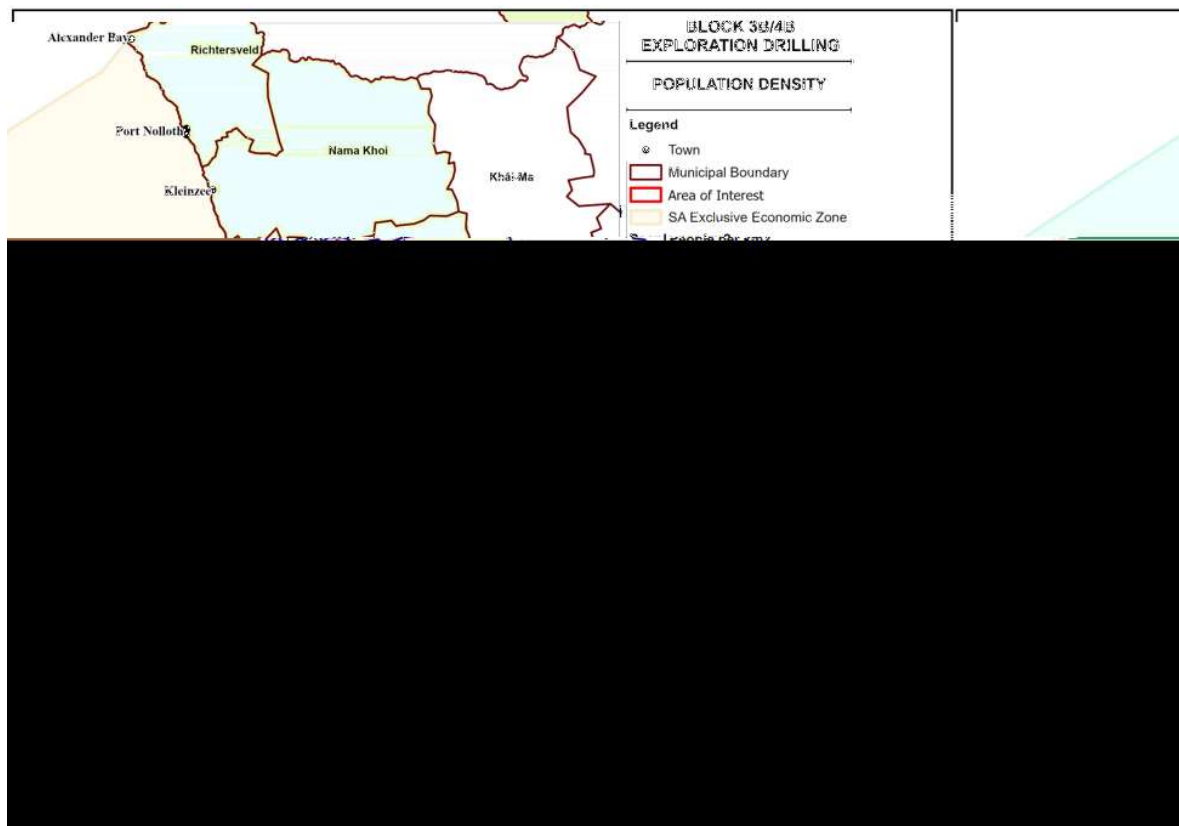 Alexander Bay
Richtersveld
Port Nolloth
Nama Khoi
Khâi-Ma
Kleinzee
BLOCK 3B/4B
EXPLORATION DRILLING
POPULATION DENSITY
Legend
Town
Municipal Boundary
Area of Interest
SA Exclusive Economic Zone